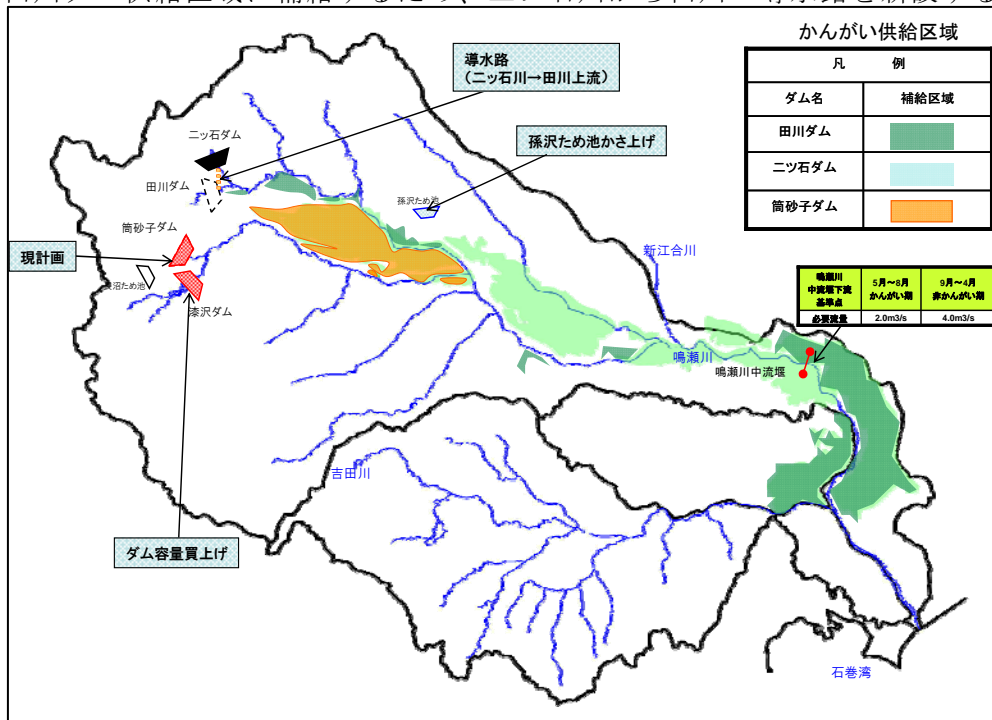 かんがい供給区域
凡 例
ダム名 補給区域
田川ダム
二ツ石ダム
筒砂子ダム
導水路
(二ッ石川→田川上流)
孫沢ため池かさ上げ
二ッ石ダム
田川ダム
孫沢ため池
筒砂子ダム
現計画
沼ため池
漆沢ダム
新江合川
鳴瀬川
中流堰下流
基準点
5月~8月
かんがい期
9月~4月
非かんがい期
必要流量 2.0m3/s 4.0m3/s
鳴瀬川
鳴瀬川中流堰
吉田川
ダム容量買上げ
石巻湾